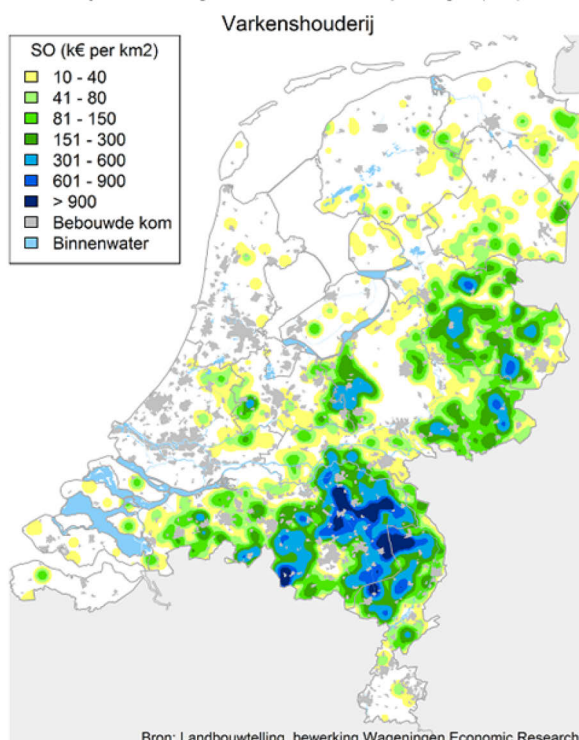 Varkenshouderij
SO (k€ per km2)
10 - 40
41 - 80
81 - 150
151 - 300
301 - 600
601 - 900
> 900
Bebouwde kom
Binnenwater
Bron: Landbouwtelling, bewerking Wageningen Economic Research